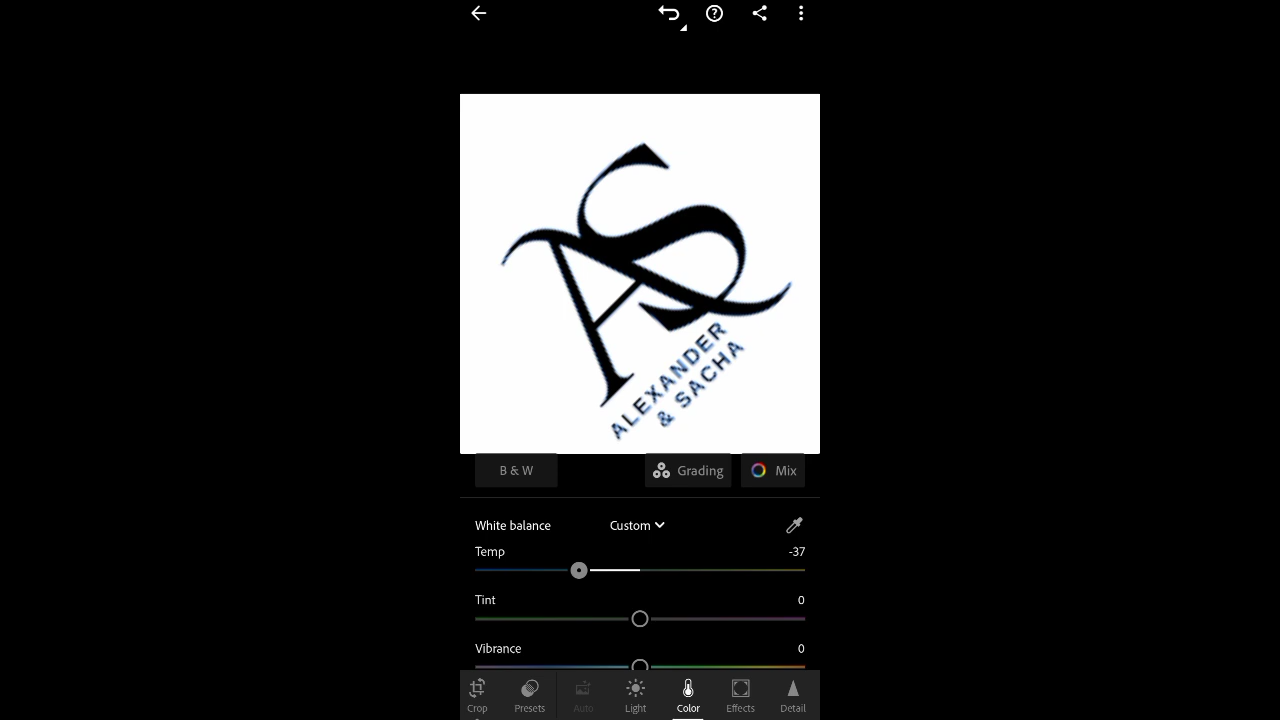 AS
ALEXANDER
& SACHA
B & W
Grading
Mix
White balance
Custom
Temp
-37
Tint
0
Vibrance
0
Crop
Presets
Auto
Light
Color
Effects
Detail